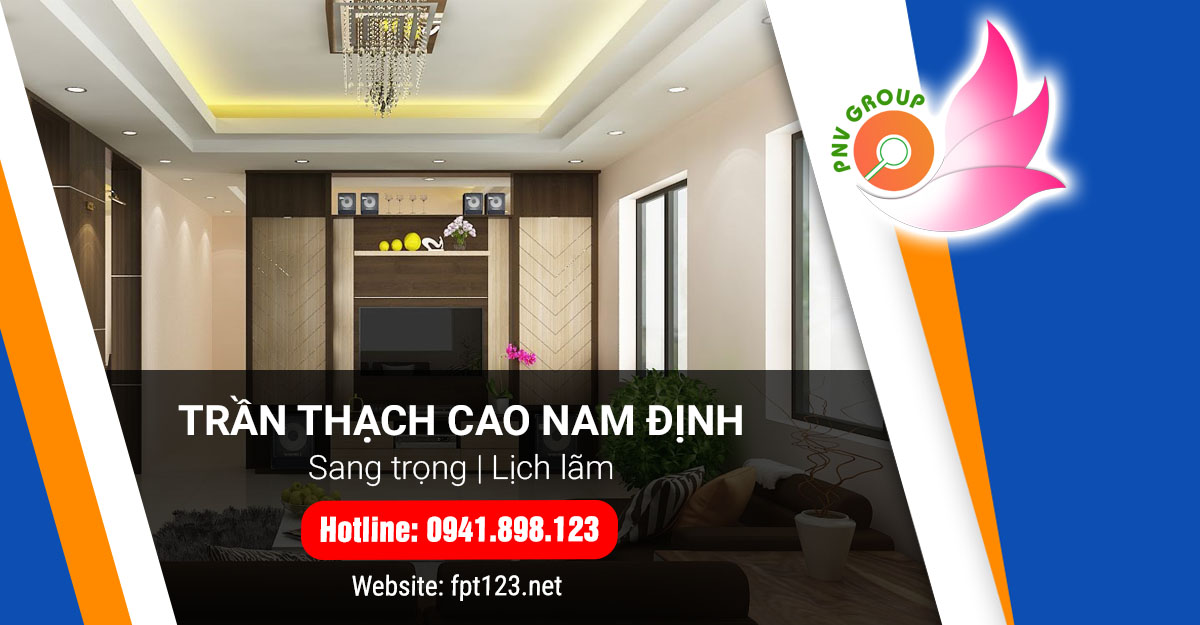 PNV GROUP
TRẦN THẠCH CAO NAM ĐỊNH
Sang trọng | Lịch lãm
Hotline: 0941.898.123
Website: fpt123.net